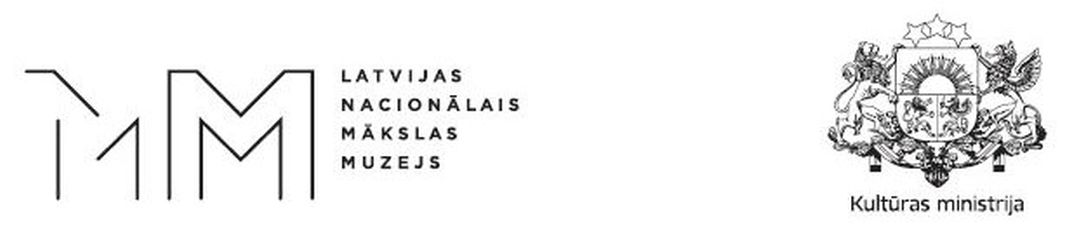 LATVIJAS
NACIONĀLAIS
MĀKSLAS
MUZEJS
Kultūras ministrija